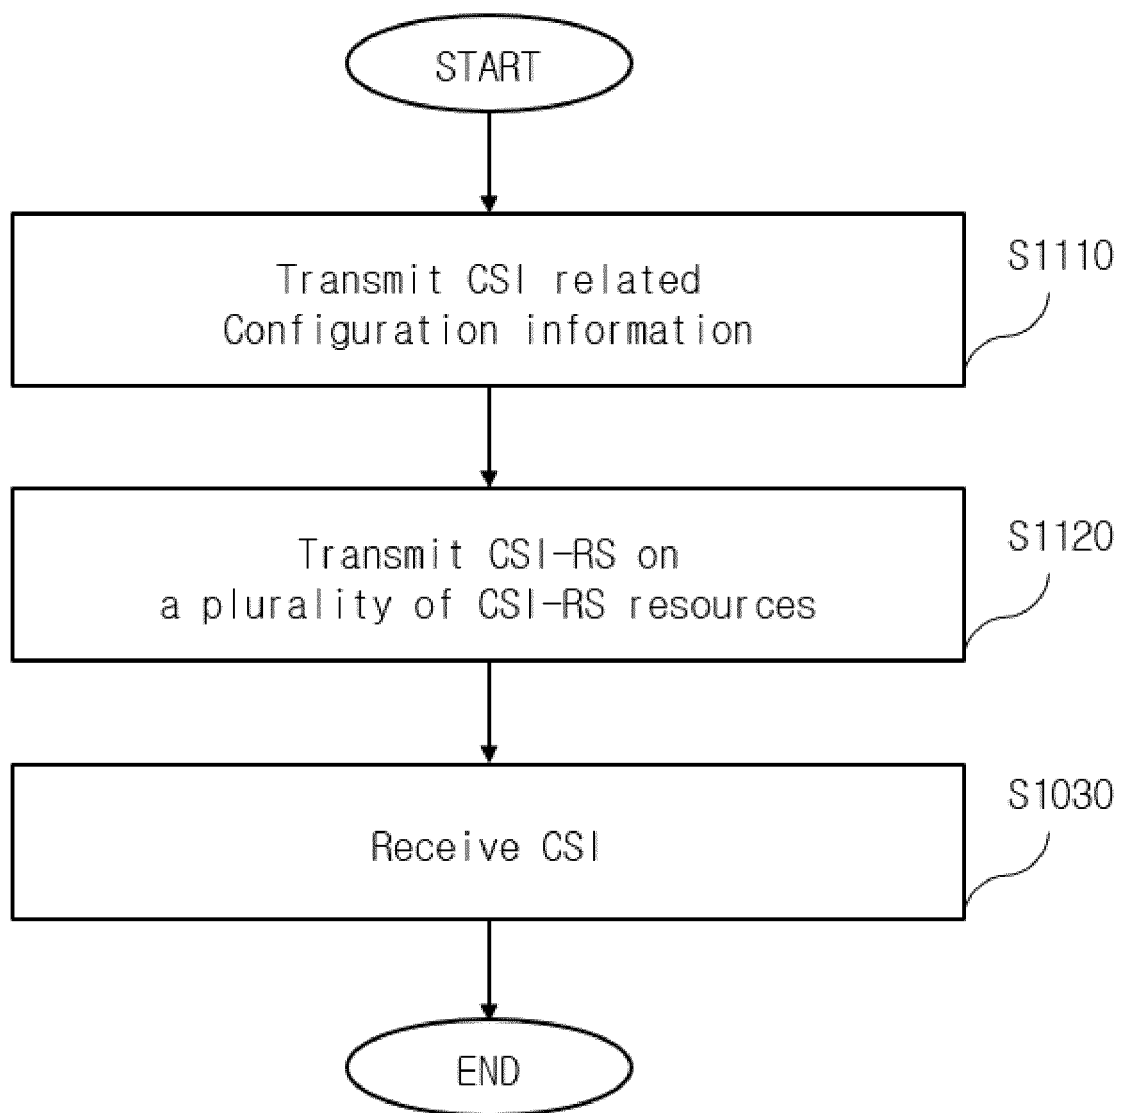 START
Transmit CSI related
Configuration information
S1110
Transmit CSI-RS on
a plurality of CSI-RS resources
S1120
Receive CSI
S1030
END